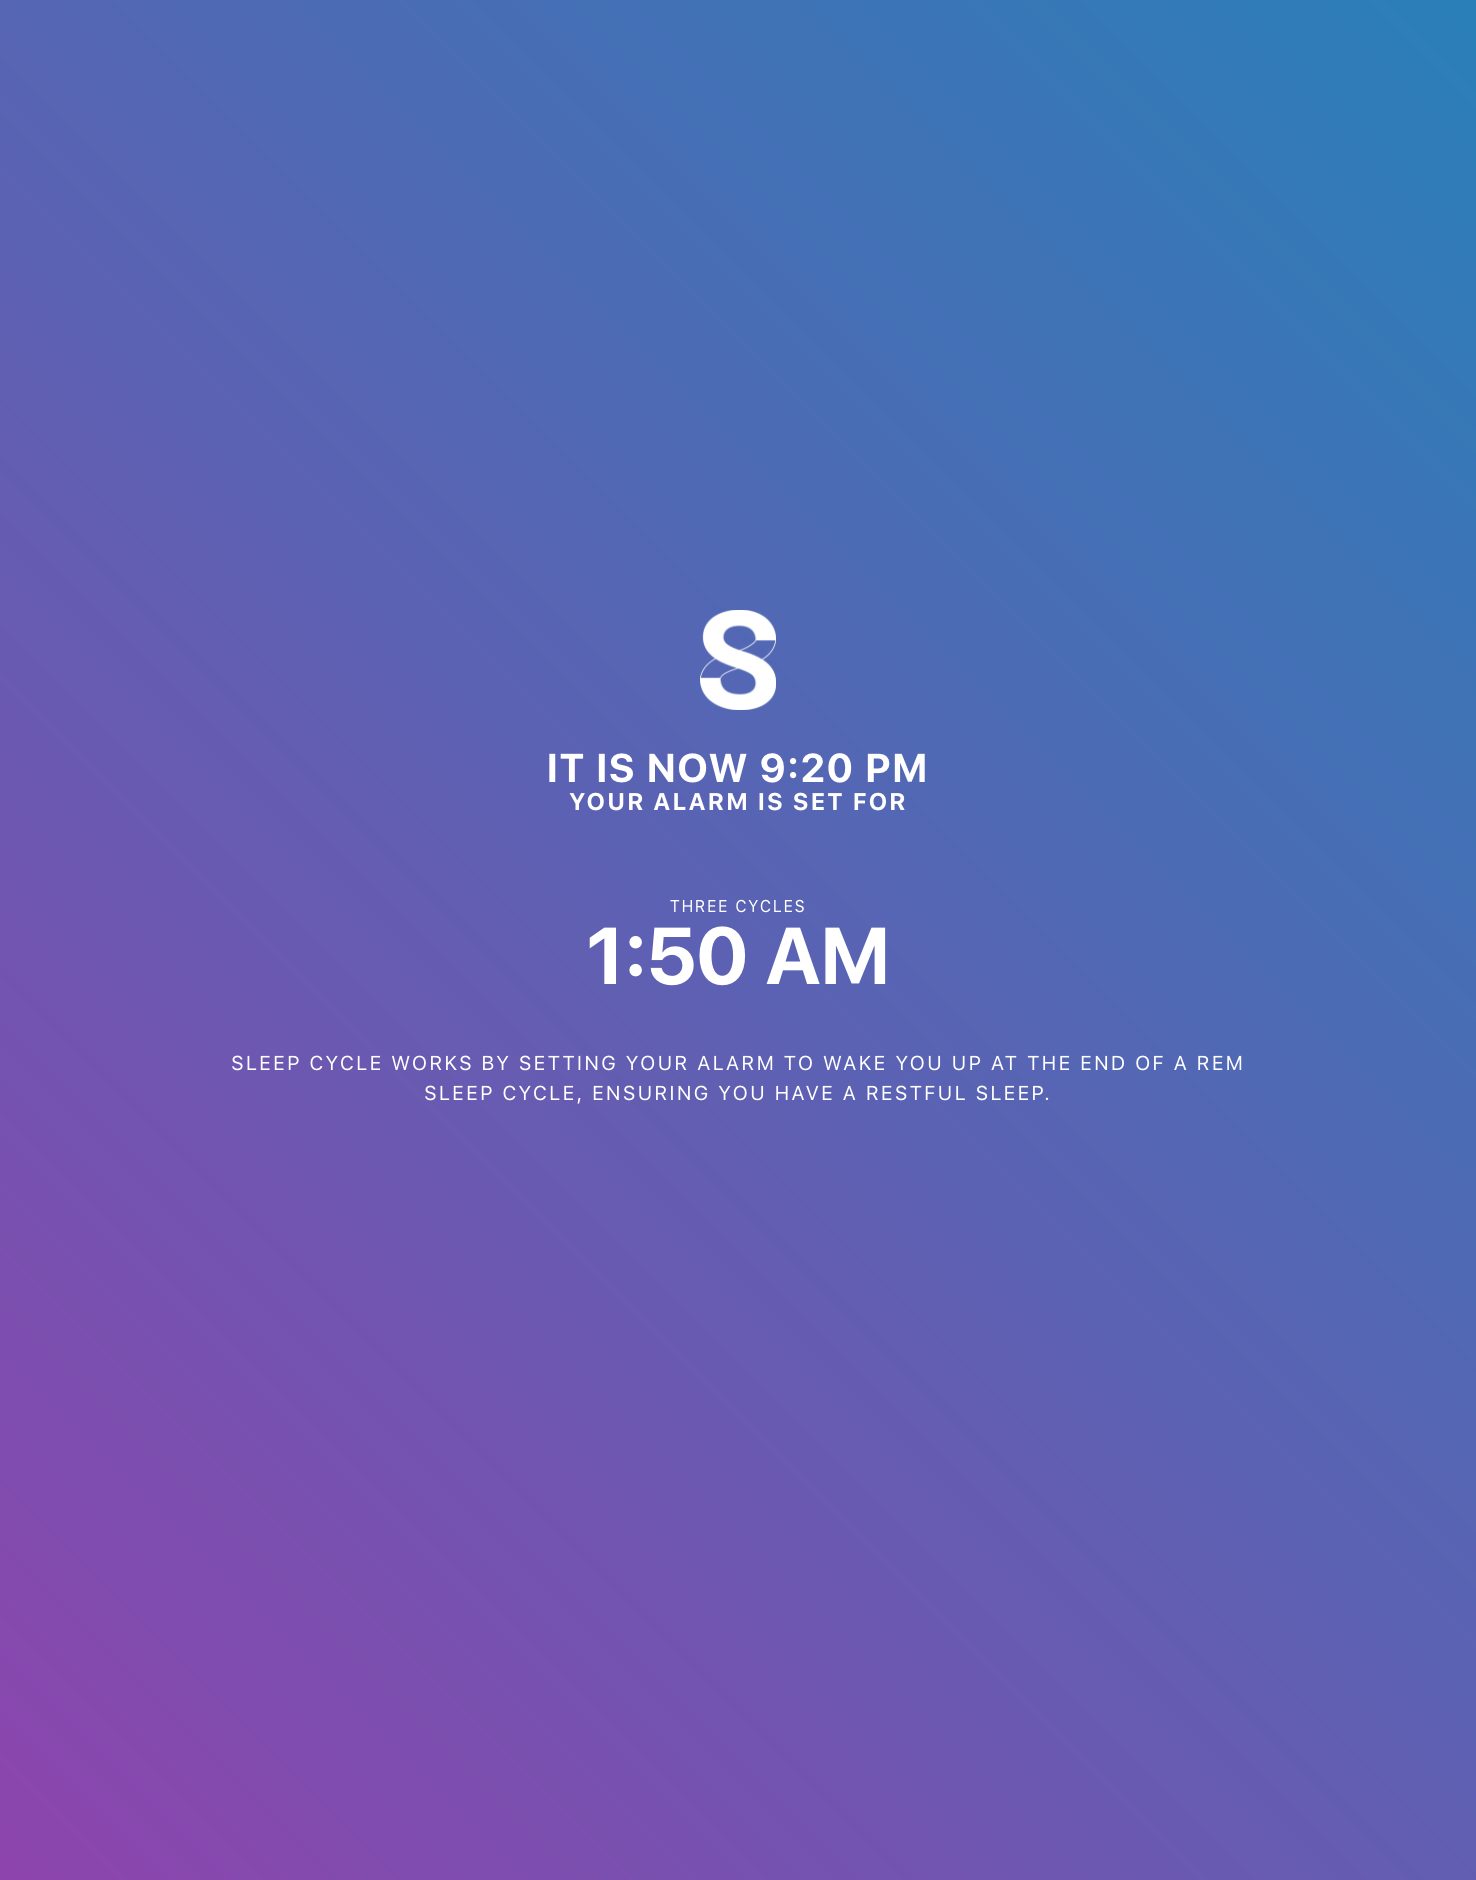 S
IT IS NOW 9:20 PM
YOUR ALARM IS SET FOR
THREE CYCLES
1:50 AM
SLEEP CYCLE WORKS BY SETTING YOUR ALARM TO WAKE YOU UP AT THE END OF A REM
SLEEP CYCLE, ENSURING YOU HAVE A RESTFUL SLEEP.